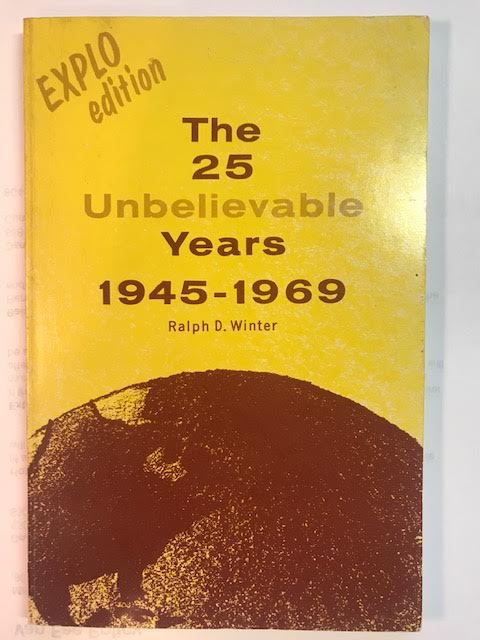 EXPLO
edition
The
25
Unbelievable
Years
1945-1969
Ralph D. Winter